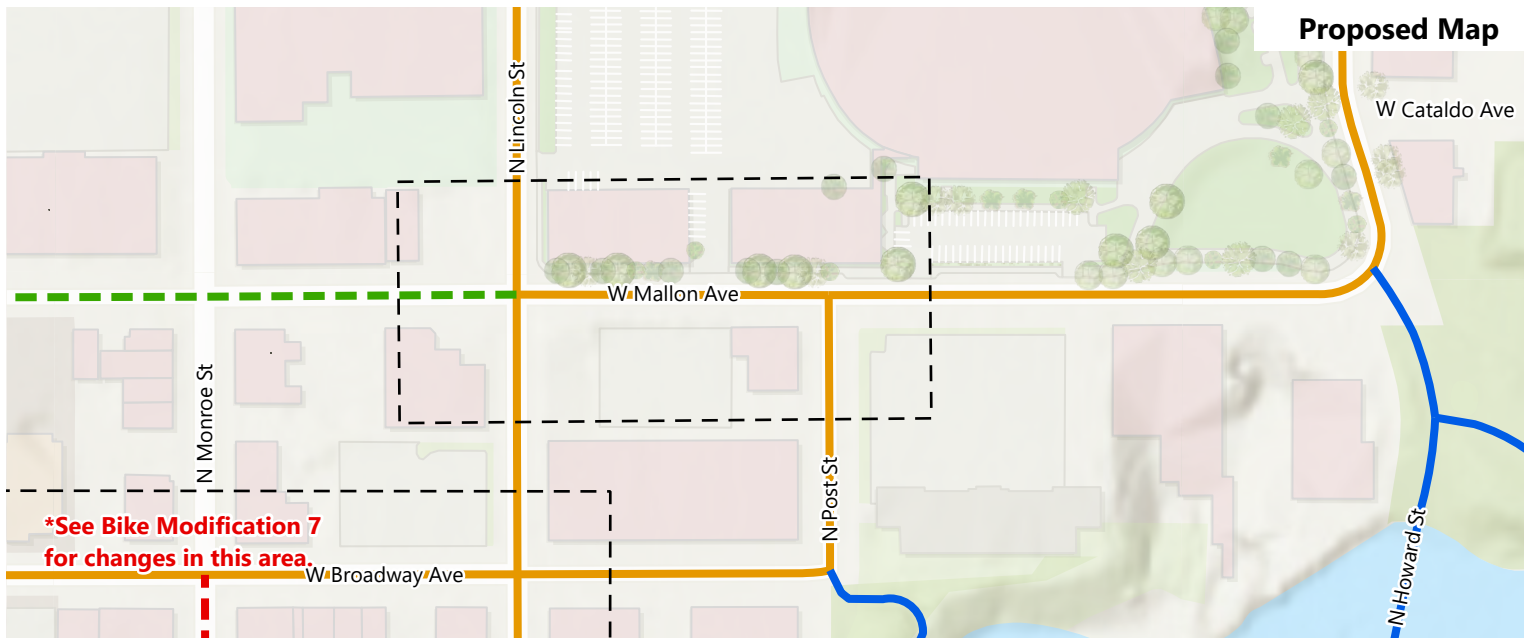 Proposed Map
N Lincoln St
W Cataldo Ave
W Mallon Ave
N Monroe St
N Post St
*See Bike Modification 7
for changes in this area.
W Broadway Ave
N Howard St